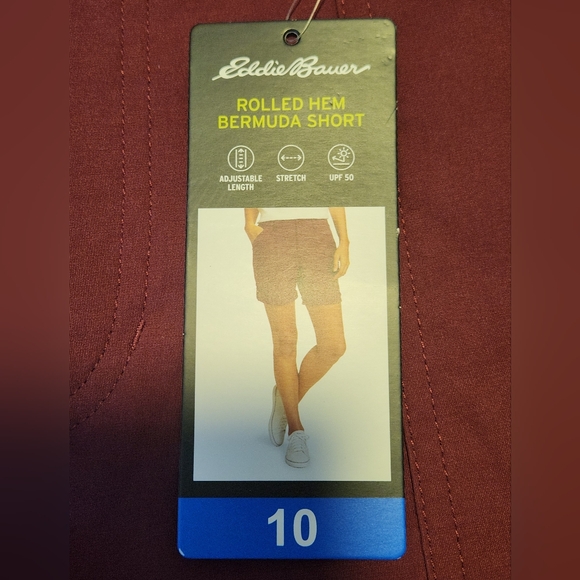 Eddie Bauer
ROLLED HEM
BERMUDA SHORT
ADJUSTABLE
LENGTH
STRETCH
UPF 50
10